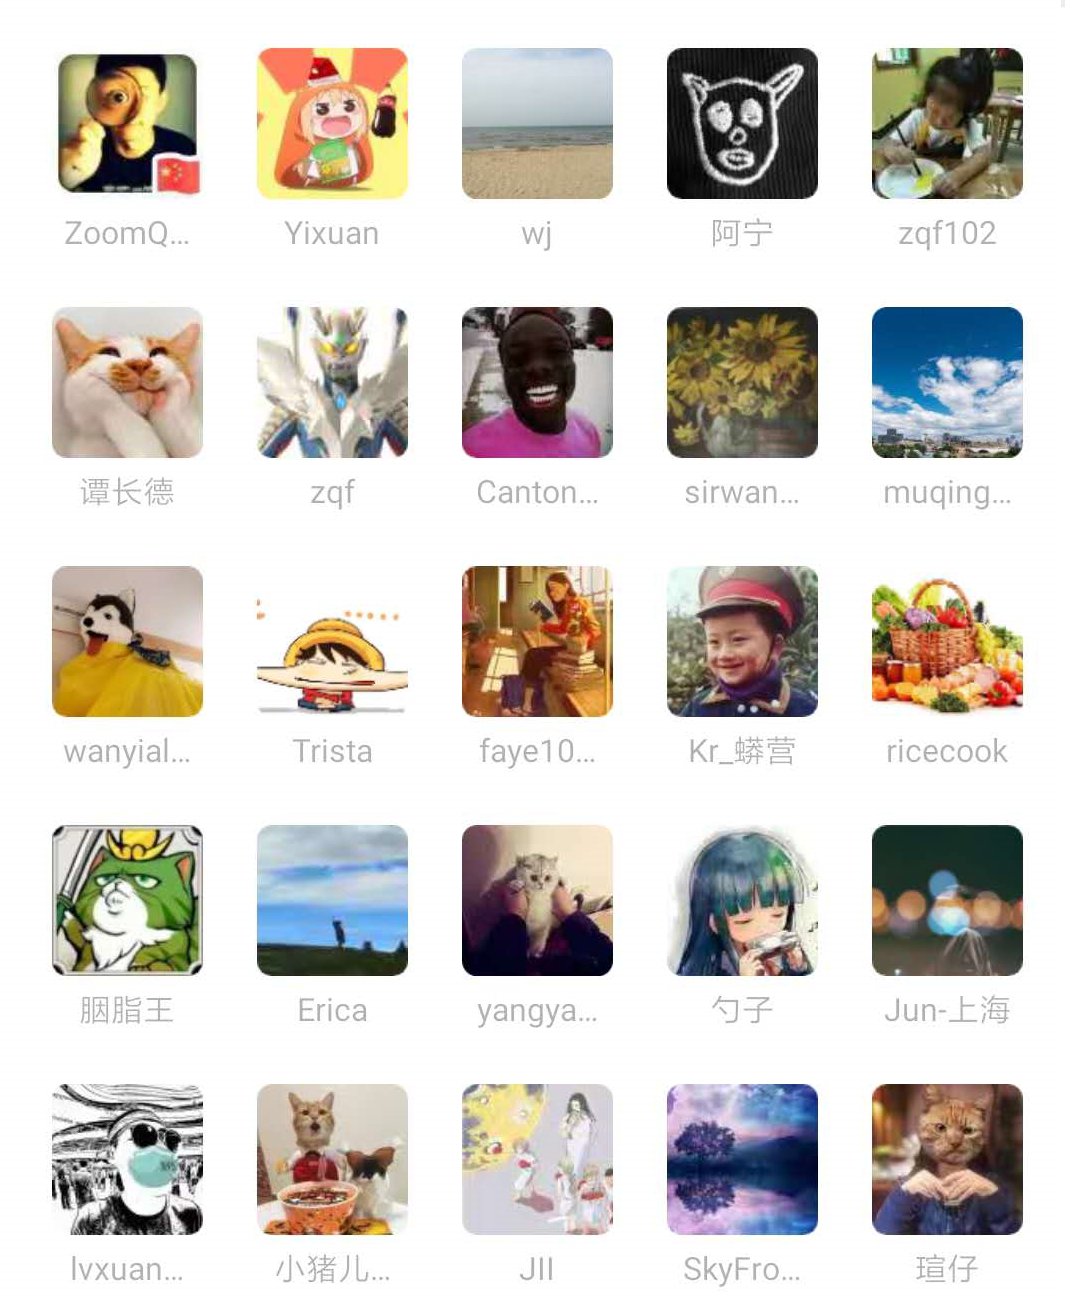 ZoomQ...
Yixuan
wj
阿宁
zqf102
谭长德
zqf
Canton...
sirwan...
muqing...
wanyial...
Trista
faye10...
Kr_蟒营
ricecook
胭脂王
Erica
yangya...
勺子
Jun-上海
lvxuan...
小猪儿...
JII
SkyFro...
瑄仔